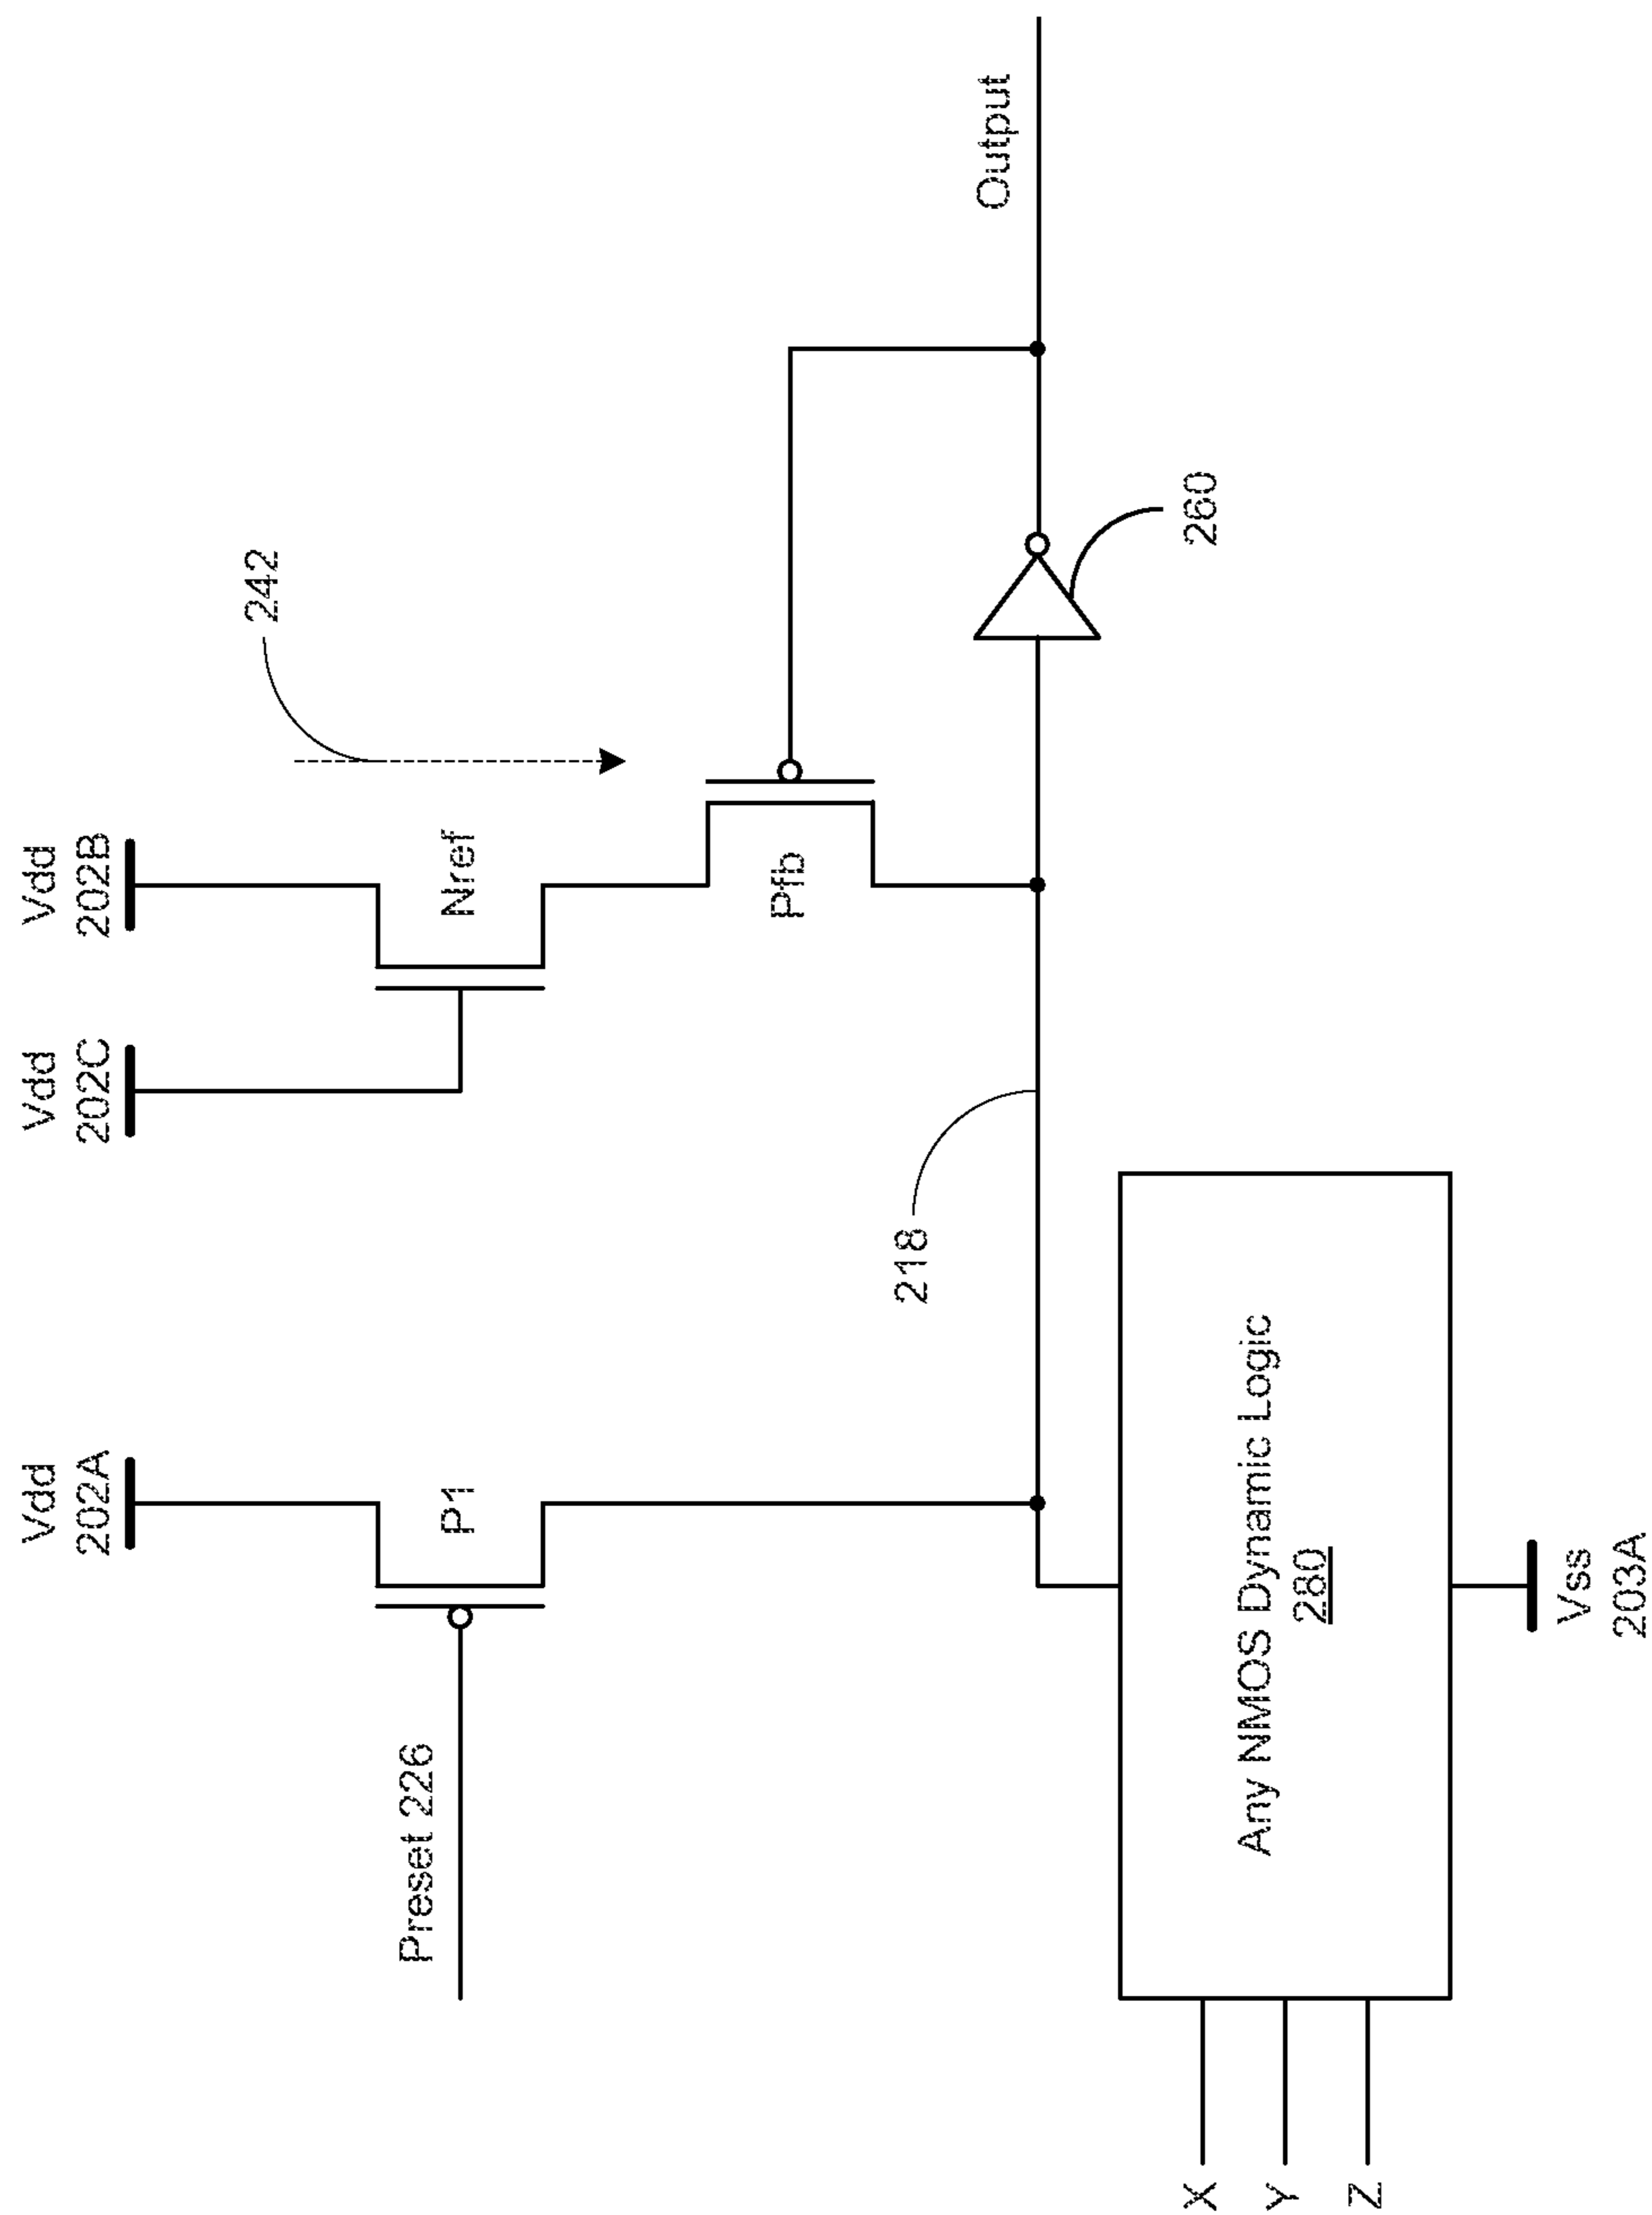 Vdd
202A
Vdd
202C
Vdd
202B
242
Preset 226
P1
Nref
Pfb
218
Output
260
X
Y
Z
Any NMOS Dynamic Logic
280
Vss
203A